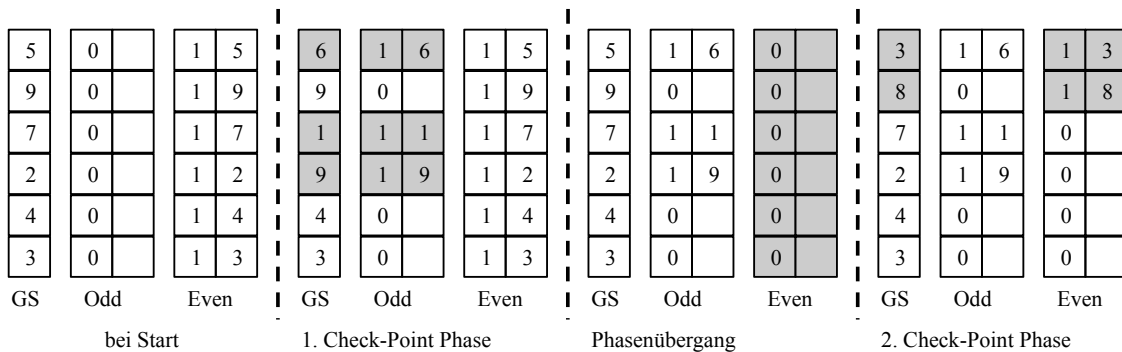 5 0 1 5 6 1 6 1 5 5 1 6 0 3 1 6 1 3
9 0 1 9 9 0 1 9 9 0 0 8 0 1 8
7 0 1 7 1 1 1 1 7 7 1 1 0 7 1 1 0
2 0 1 2 9 1 9 1 2 2 1 9 0 2 1 9 0
4 0 1 4 4 0 1 4 4 0 0 4 0 0
3 0 1 3 3 0 1 3 3 0 0 3 0 0
GS Odd Even GS Odd Even GS Odd Even GS Odd Even
bei Start 1. Check-Point Phase Phasenübergang 2. Check-Point Phase